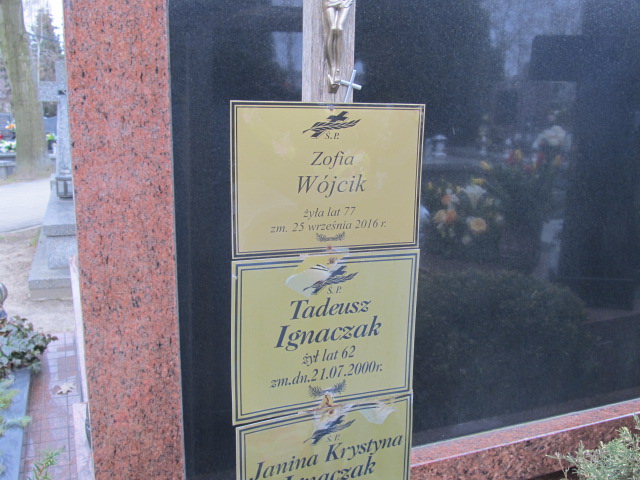 Ś.P.
Zofia
Wójcik
żyła lat 77
zm. 25 września 2016 r.
Ś.P.
Tadeusz
Ignaczak
żył lat 62
zm.dn.21.07.2000r.
Ś.P.
Janina Krystyna
Ignaczak